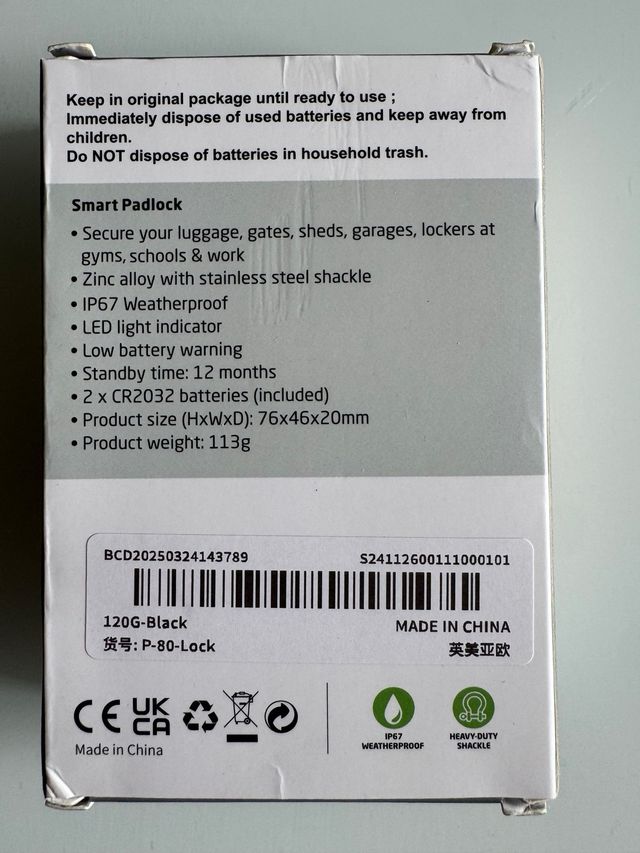 Keep in original package until ready to use ;
Immediately dispose of used batteries and keep away from
children.
Do NOT dispose of batteries in household trash.
Smart Padlock
• Secure your luggage, gates, sheds, garages, lockers at
gyms, schools & work
• Zinc alloy with stainless steel shackle
• IP67 Weatherproof
• LED light indicator
• Low battery warning
• Standby time: 12 months
• 2 x CR2032 batteries (included)
• Product size (HxWxD): 76x46x20mm
• Product weight: 113g
BCD20250324143789 S24112600111000101
120G-Black MADE IN CHINA
货号: P-80-Lock 英美亚欧
CE UK
CA
Made in China
IP67
WEATHERPROOF
HEAVY-DUTY
SHACKLE